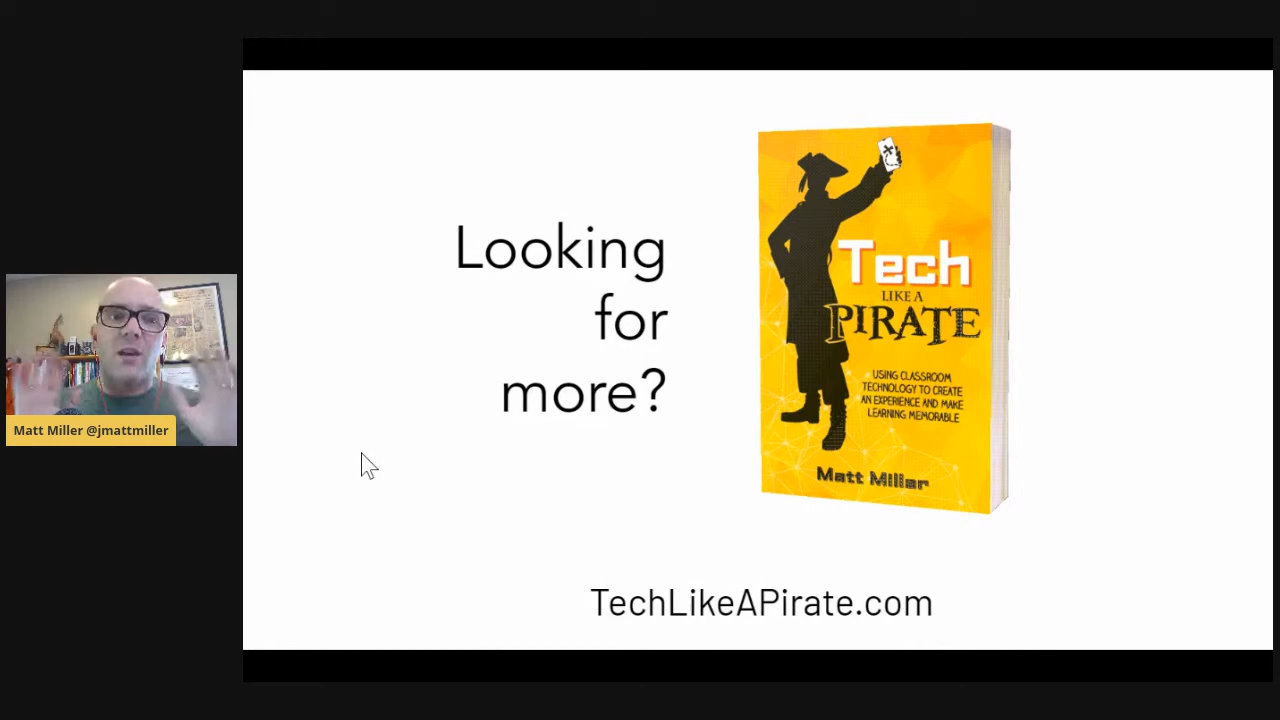 Looking
for
more?
Tech
LIKE A
PIRATE
USING CLASSROOM
TECHNOLOGY TO CREATE
AN EXPERIENCE AND MAKE
LEARNING MEMORABLE
Matt Miller
Matt Miller @jmattmiller
TechLikeAPirate.com